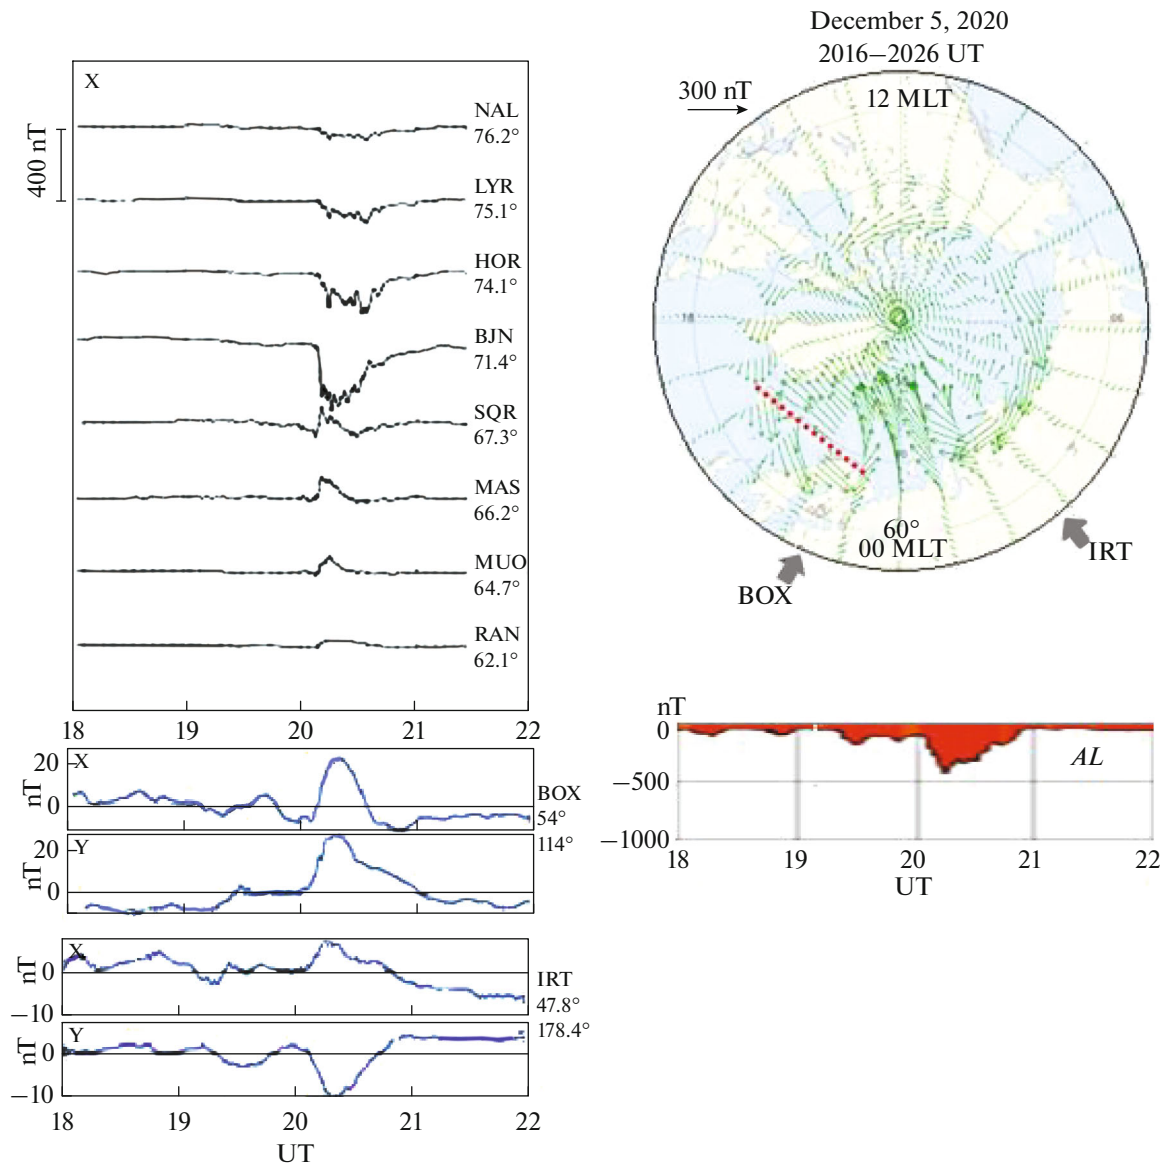 X
400 nT
NAL
76.2°
LYR
75.1°
HOR
74.1°
BJN
71.4°
SQR
67.3°
MAS
66.2°
MUO
64.7°
RAN
62.1°
18 19 20 21 22
nT
20
0
X
BOX
54°
114°
nT
20
0
Y
nT
0
−10
X
IRT
47.8°
178.4°
nT
0
−10
Y
18 19 20 21 22
UT
December 5, 2020
2016−2026 UT
300 nT
12 MLT
18
06
60°
00 MLT
BOX
IRT
nT
0
−500
−1000
AL
18 19 20 21 22
UT